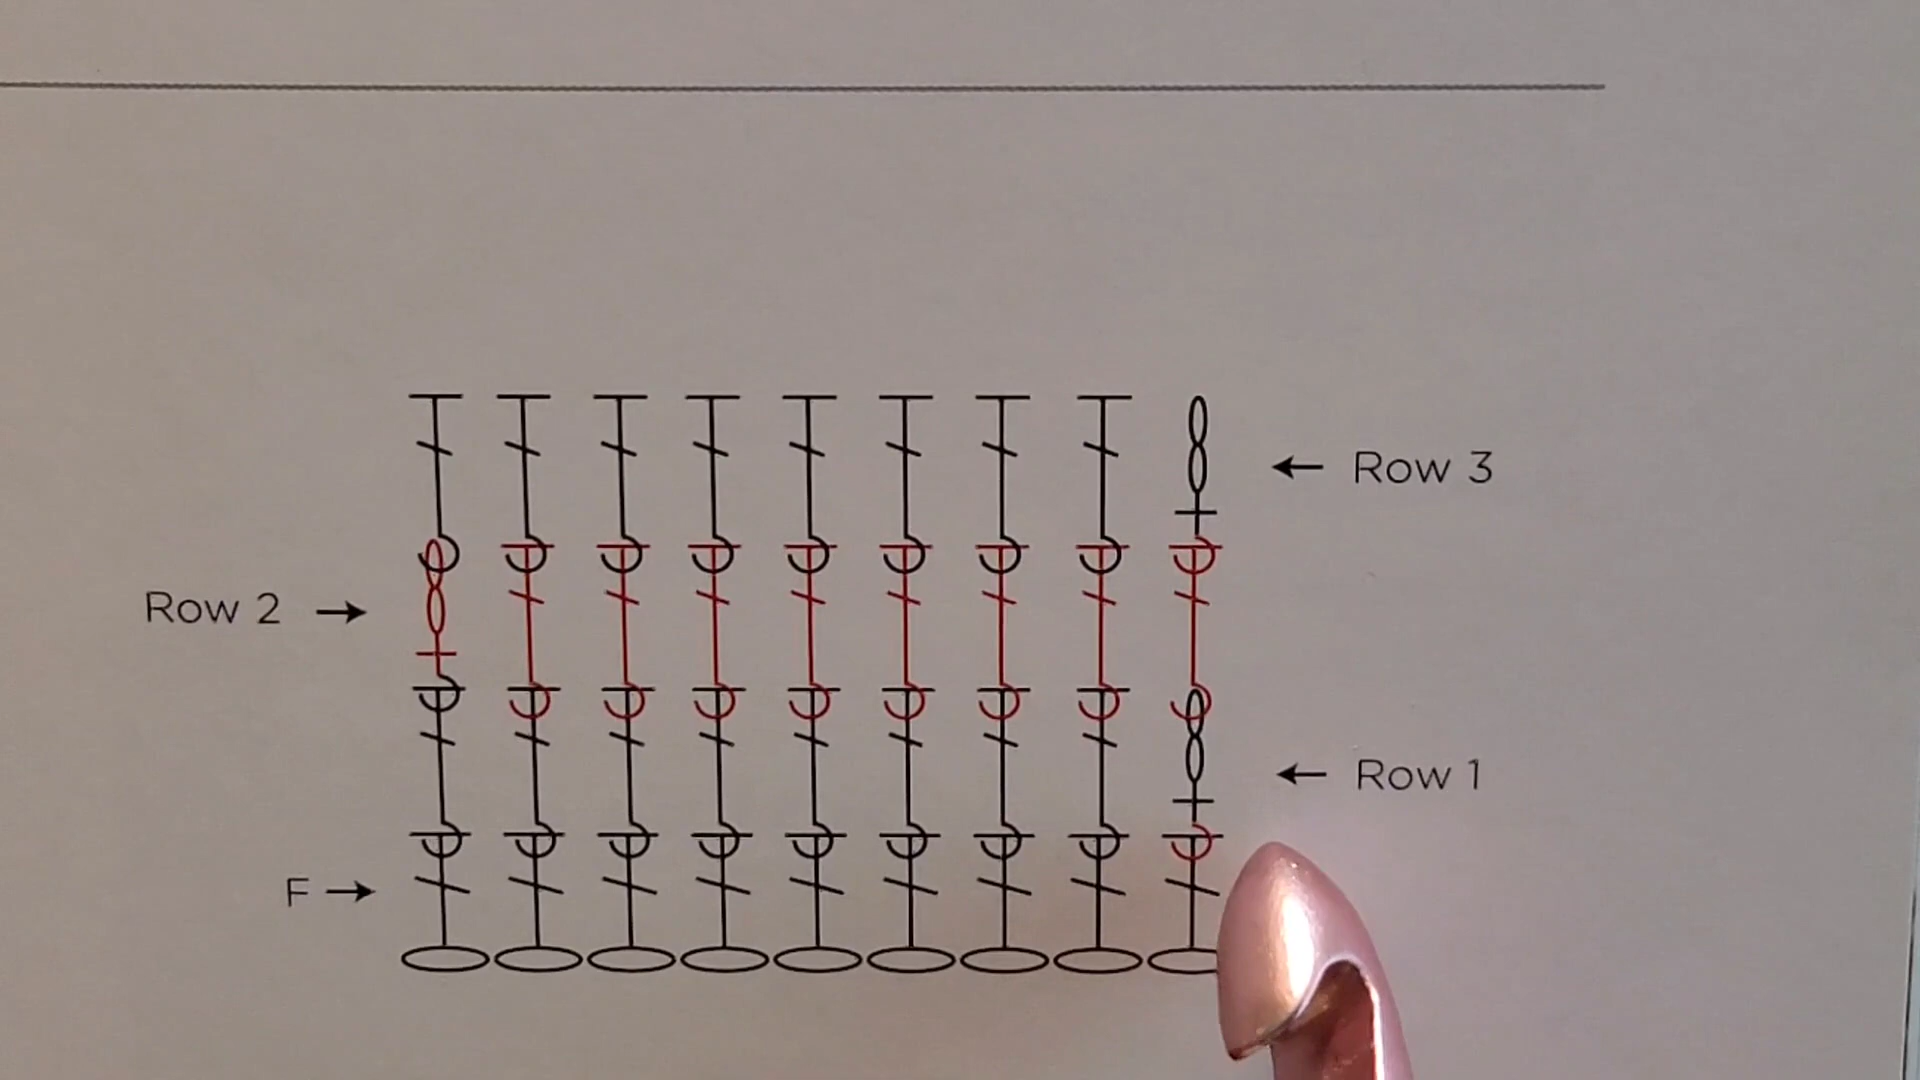 ← Row 3
Row 2 →
← Row 1
F →